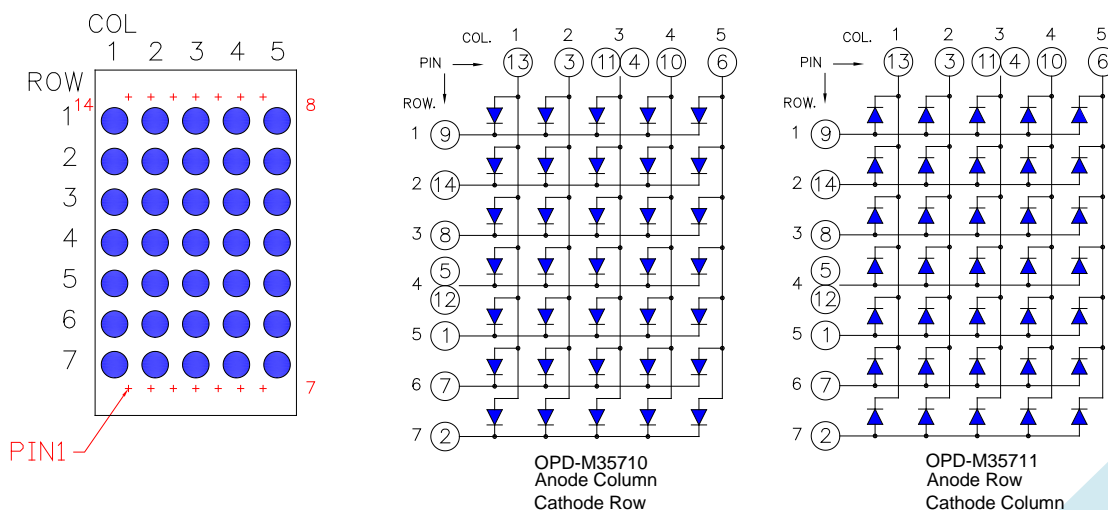 COL
1 2 3 4 5
ROW
14 8
1
2
3
4
5
6
7
7
PIN1
COL. 1 2 3 4 5
PIN 13 3 11 4 10 6
ROW.
1 9
2 14
3 8
5
4
12
5 1
6 7
7 2
OPD-M35710
Anode Column
Cathode Row
COL. 1 2 3 4 5
PIN 13 3 11 4 10 6
ROW.
1 9
2 14
3 8
5
4
12
5 1
6 7
7 2
OPD-M35711
Anode Row
Cathode Column